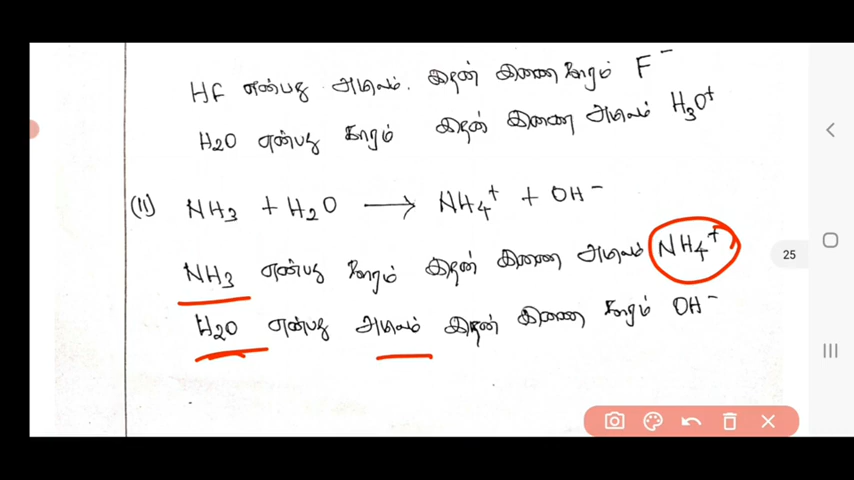 HF என்பது அமிலம். இதன் இணை காரம் F⁻
H₂O என்பது காரம் இதன் இணை அமிலம் H₃O⁺
(ii) NH₃ + H₂O ⟶ NH₄⁺ + OH⁻
NH₃ என்பது காரம் இதன் இணை அமிலம் NH₄⁺
H₂O என்பது அமிலம் இதன் இணை காரம் OH⁻
25